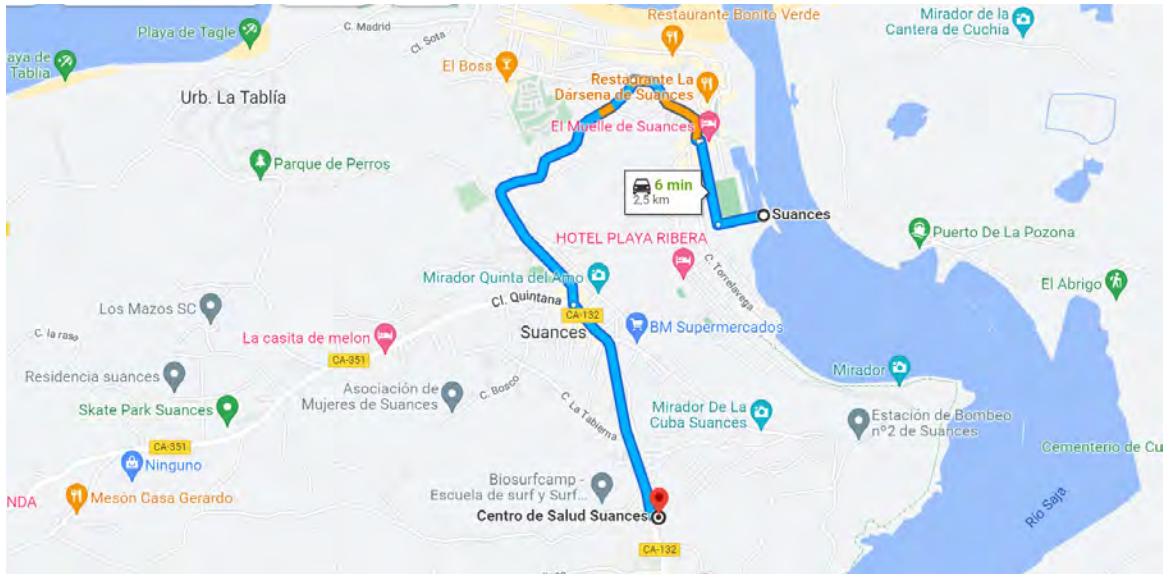 Restaurante Bonito Verde
Mirador de la
Cantera de Cuchía
Playa de Tagle
C. Madrid
Cl. Sota
aya de
Tablia
El Boss
Restaurante La
Dársena de Suances
Urb. La Tablía
El Muelle de Suances
Parque de Perros
6 min
2,5 km
Suances
HOTEL PLAYA RIBERA
Puerto De La Pozona
C. Torrelavega
Mirador Quinta del Amo
El Abrigo
Cl. Quintana
Los Mazos SC
CA-132
BM Supermercados
C. la rasa
La casita de melon
Suances
CA-351
Mirador
Residencia suances
Asociación de
Mujeres de Suances
C. Bosco
C. La Tabierna
Skate Park Suances
Mirador De La
Cuba Suances
Estación de Bombeo
nº2 de Suances
CA-351
Cementerio de Cu
Ninguno
Biosurfcamp -
Escuela de surf y Surf...
NDA
Mesón Casa Gerardo
Centro de Salud Suances
Río Saja
CA-132